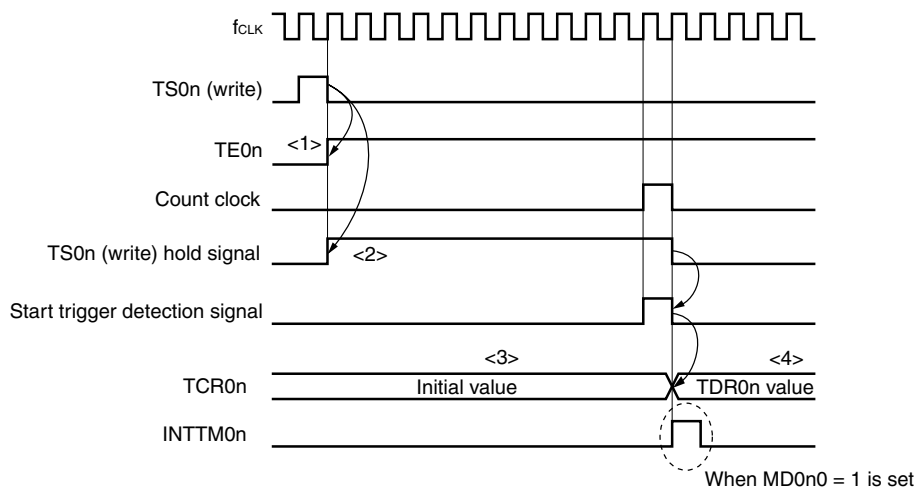 fCLK
TS0n (write)
<1>
TE0n
Count clock
TS0n (write) hold signal
<2>
Start trigger detection signal
<3>
<4>
TCR0n
Initial value
TDR0n value
INTTM0n
When MD0n0 = 1 is set